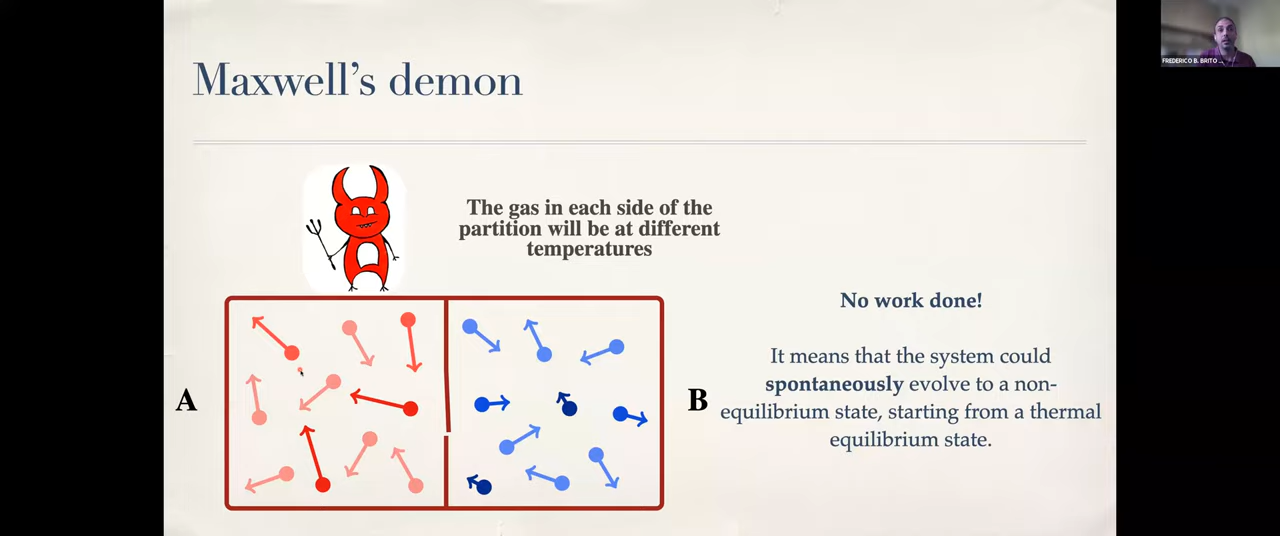 Maxwell's demon
FREDERICO B. BRITO ...
The gas in each side of the
partition will be at different
temperatures
A
B
No work done!
It means that the system could
spontaneously evolve to a non-
equilibrium state, starting from a thermal
equilibrium state.